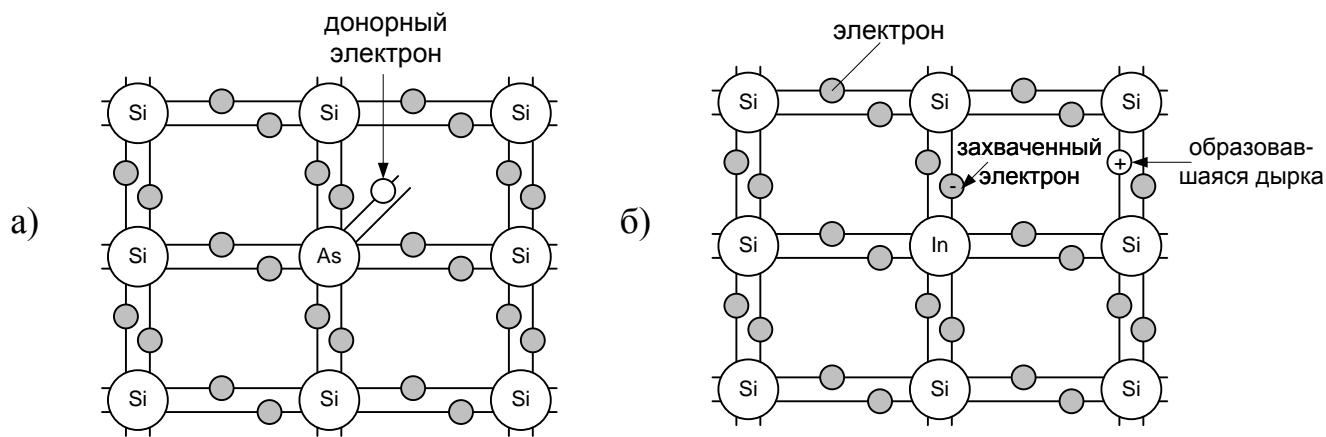 донорный
электрон
Si Si Si
а)
Si As Si
Si Si Si
электрон
Si Si Si
захваченный
электрон
+
-
образовав-
шаяся дырка
б)
Si In Si
Si Si Si